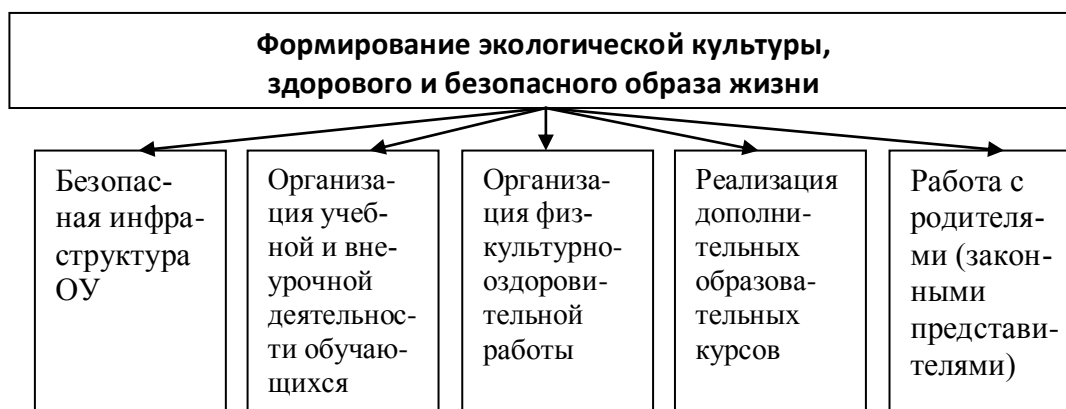 Формирование экологической культуры,
здорового и безопасного образа жизни
Безопас-
ная инфра-
структура
ОУ
Организа-
ция учеб-
ной и вне-
урочной
деятельнос-
ти обучаю-
щихся
Организа-
ция физ-
культурно-
оздорови-
тельной
работы
Реализация
дополни-
тельных
образова-
тельных
курсов
Работа с
родителя-
ми (закон-
ными
представи-
телями)